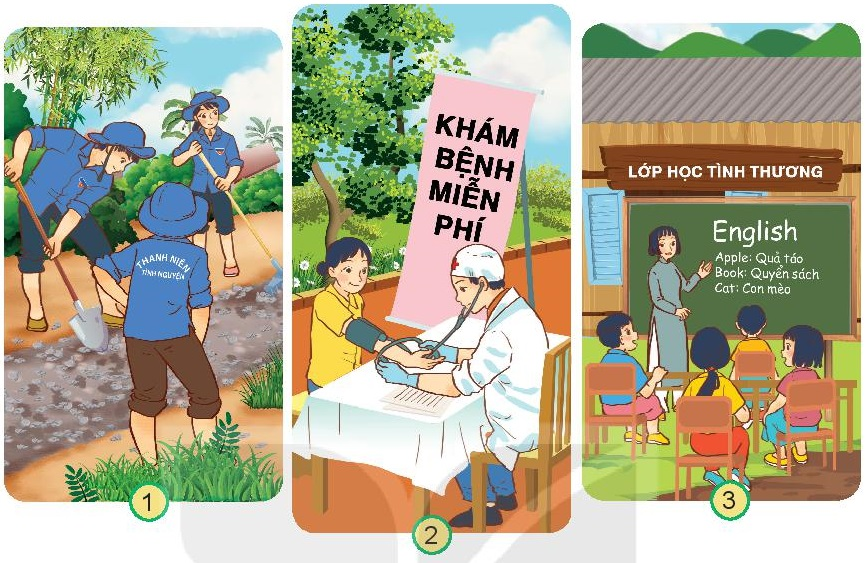 THANH NIÊN
TÌNH NGUYỆN
1
KHÁM
BỆNH
MIỄN
PHÍ
2
LỚP HỌC TÌNH THƯƠNG
English
Apple: Quả táo
Book: Quyển sách
Cat: Con mèo
3